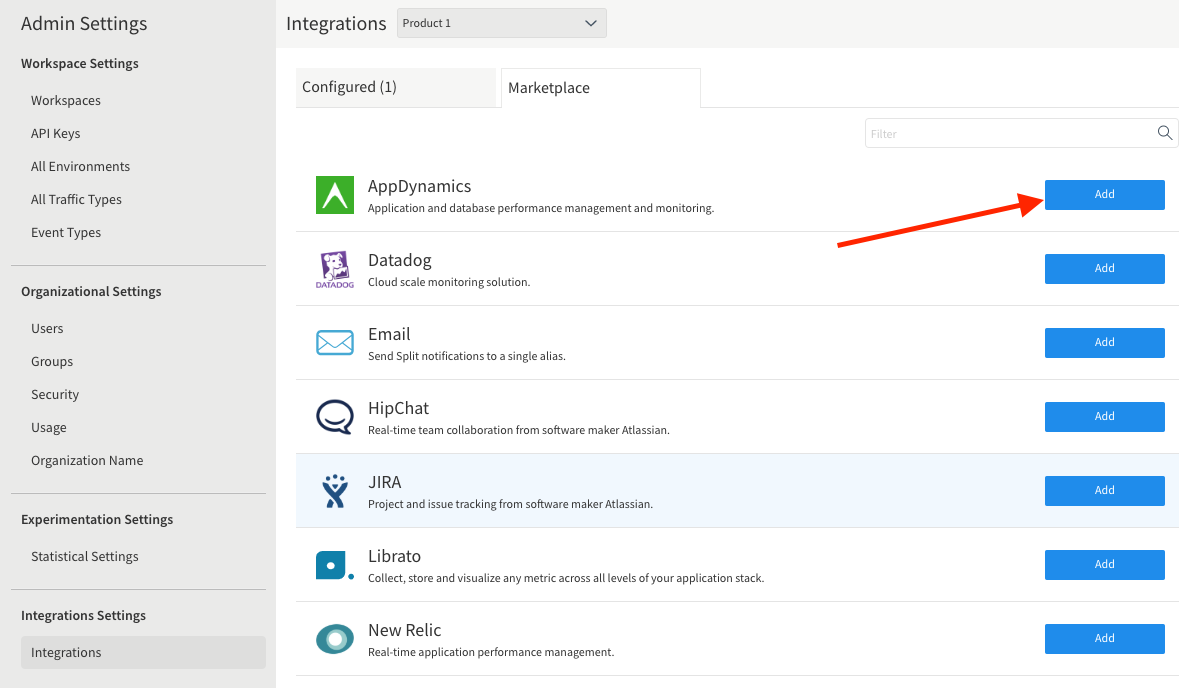 Admin Settings
Workspace Settings
Workspaces
API Keys
All Environments
All Traffic Types
Event Types
Organizational Settings
Users
Groups
Security
Usage
Organization Name
Experimentation Settings
Statistical Settings
Integrations Settings
Integrations
Integrations
Product 1
Configured (1)
Marketplace
Filter
AppDynamics
Application and database performance management and monitoring.
Add
DATADOG
Datadog
Cloud scale monitoring solution.
Add
Email
Send Split notifications to a single alias.
Add
HipChat
Real-time team collaboration from software maker Atlassian.
Add
JIRA
Project and issue tracking from software maker Atlassian.
Add
Librato
Collect, store and visualize any metric across all levels of your application stack.
Add
New Relic
Real-time application performance management.
Add